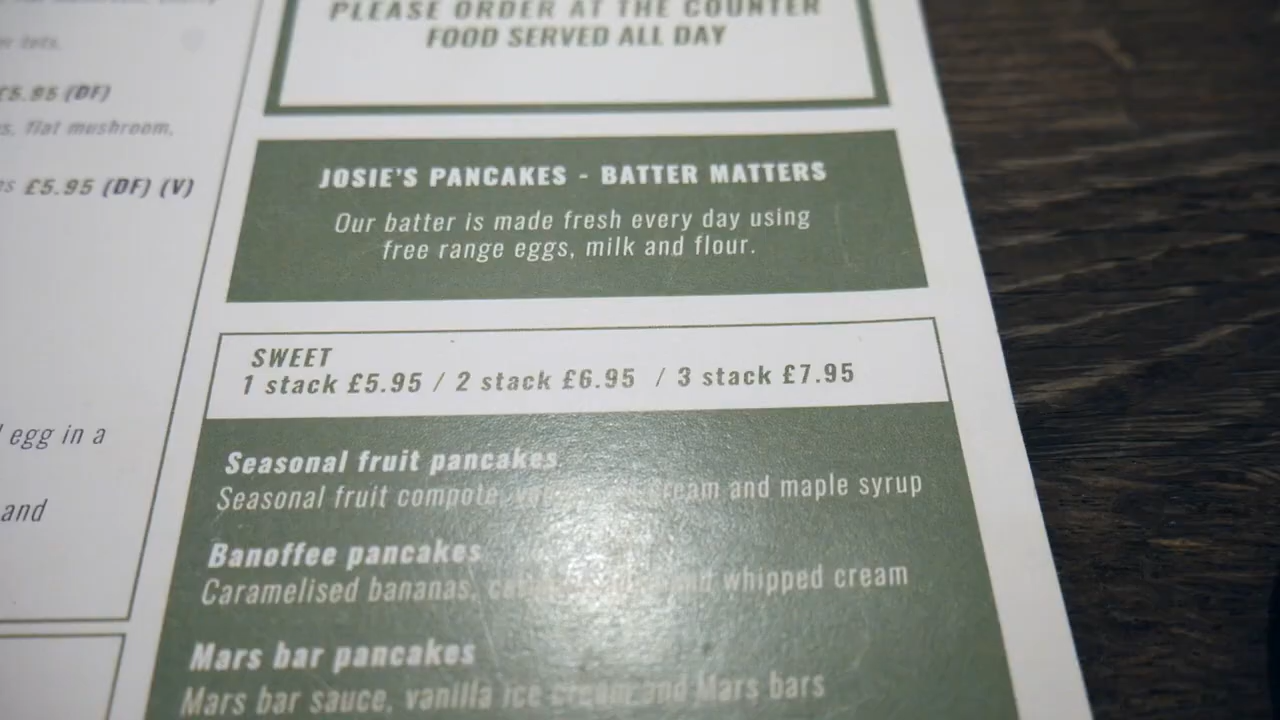 er tots.
£5.95 (DF)
s, flat mushroom,
£5.95 (DF) (V)
egg in a
and
PLEASE ORDER AT THE COUNTER
FOOD SERVED ALL DAY
JOSIE'S PANCAKES - BATTER MATTERS
Our batter is made fresh every day using
free range eggs, milk and flour.
SWEET
1 stack £5.95 / 2 stack £6.95 / 3 stack £7.95
Seasonal fruit pancakes
Seasonal fruit compote cream and maple syrup
Banoffee pancakes
Caramelised bananas, whipped cream
Mars bar pancakes
Mars bar sauce, vanilla ice cream and Mars bars